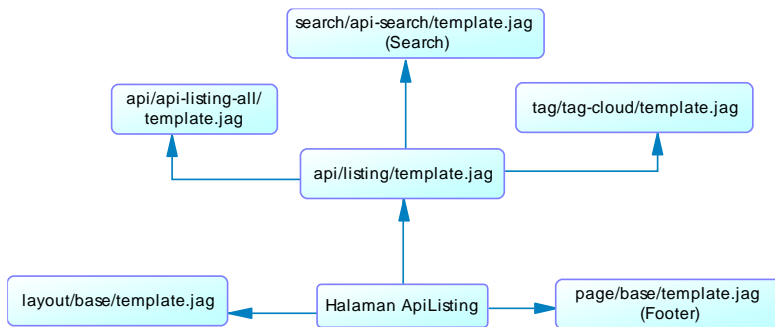 search/api-search/template.jag
(Search)
api/api-listing-all/
template.jag
tag/tag-cloud/template.jag
api/listing/template.jag
layout/base/template.jag
Halaman ApiListing
page/base/template.jag
(Footer)